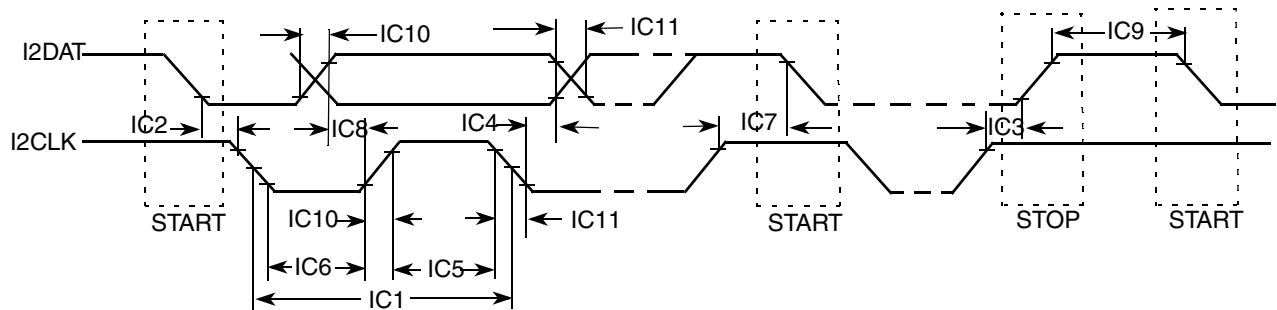 IC10
IC11
IC9
I2DAT
IC2
IC8
IC4
IC7
IC3
I2CLK
START
IC10
IC11
START
STOP
START
IC6
IC5
IC1